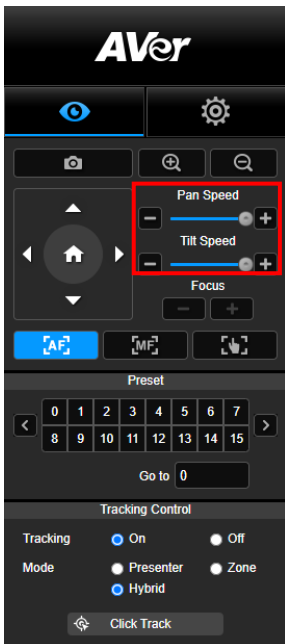 AVer
Pan Speed
Tilt Speed
Focus
[AF] [MF]
Preset
0 1 2 3 4 5 6 7
8 9 10 11 12 13 14 15
Go to 0
Tracking Control
Tracking On Off
Mode Presenter Zone
Hybrid
Click Track